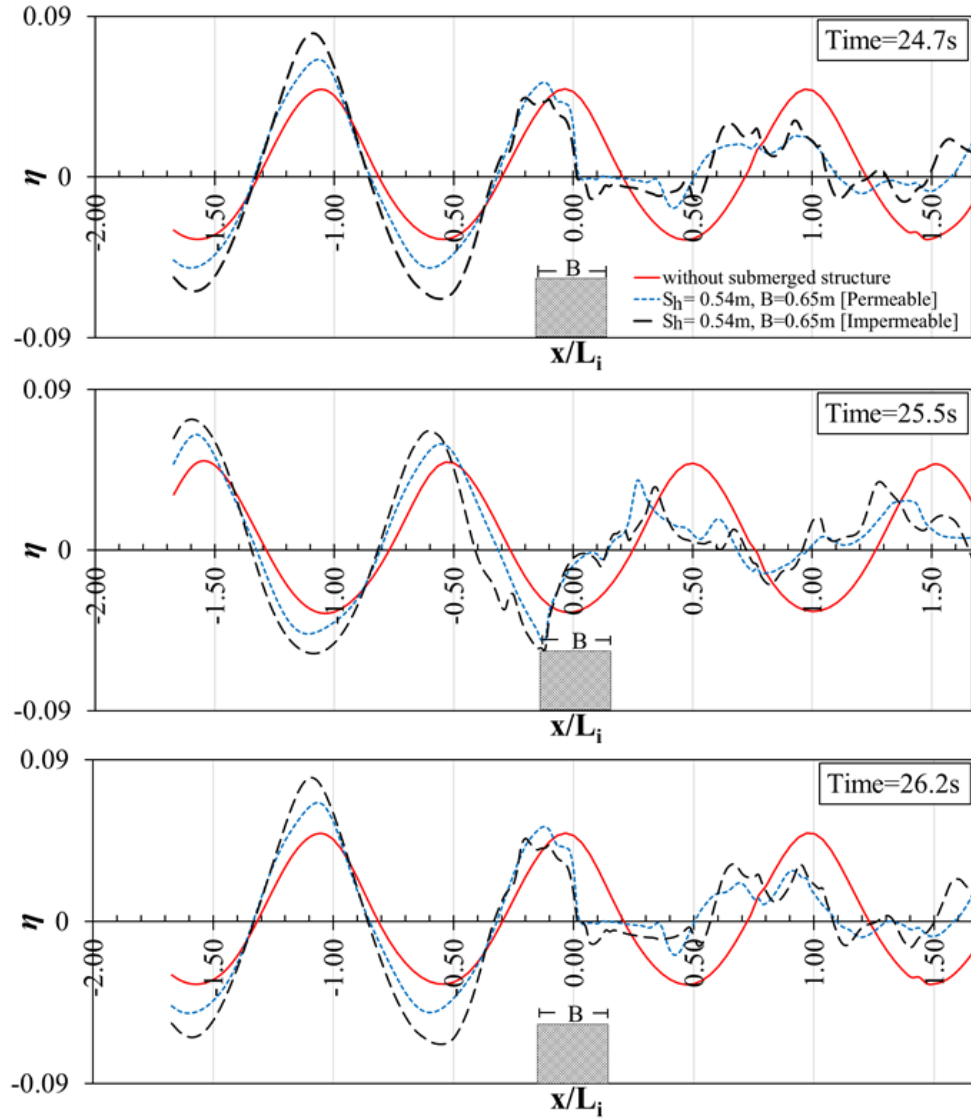 0.09
Time=24.7s
η
0
-2.00
-1.50
-1.00
-0.50
0.00
0.50
1.00
1.50
B
without submerged structure
Sh= 0.54m, B=0.65m [Permeable]
Sh= 0.54m, B=0.65m [Impermeable]
-0.09
x/Li
0.09
Time=25.5s
η
0
-2.00
-1.50
-1.00
-0.50
0.00
0.50
1.00
1.50
B
-0.09
x/Li
0.09
Time=26.2s
η
0
-2.00
-1.50
-1.00
-0.50
0.00
0.50
1.00
1.50
B
-0.09
x/Li